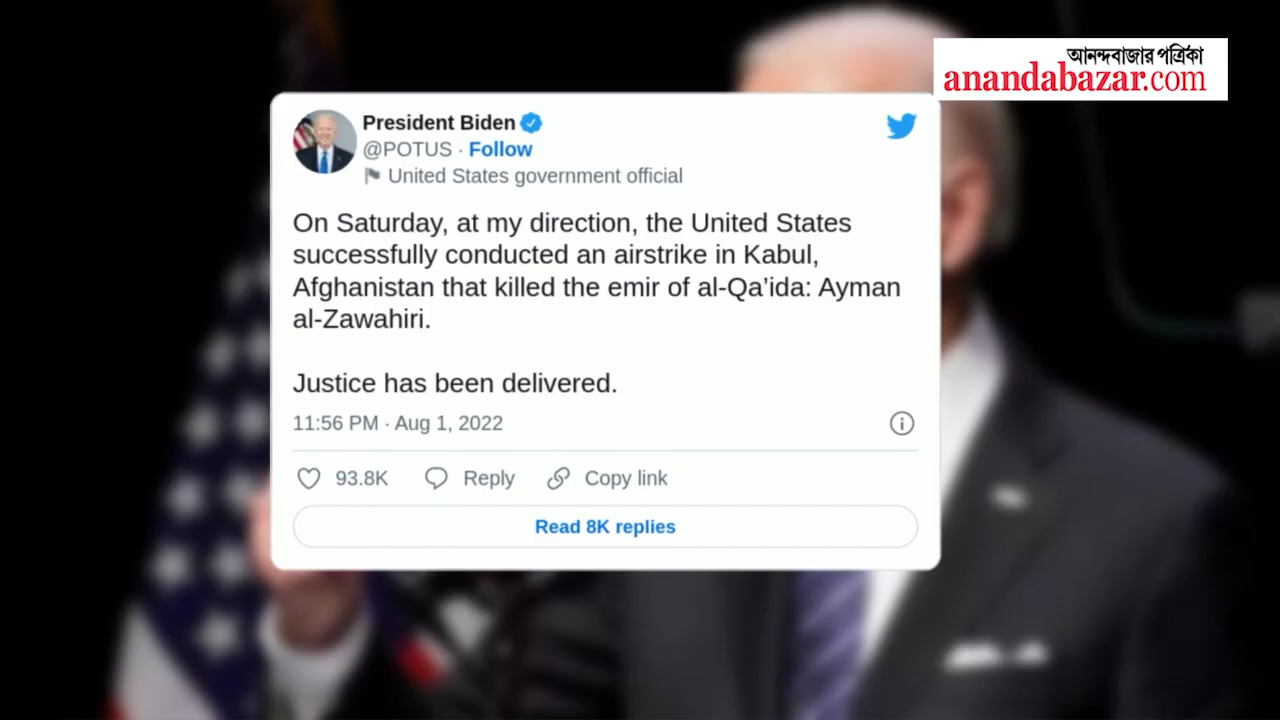 আনন্দবাজার পত্রিকা
anandabazar.com
President Biden
@POTUS · Follow
United States government official
On Saturday, at my direction, the United States
successfully conducted an airstrike in Kabul,
Afghanistan that killed the emir of al-Qa’ida: Ayman
al-Zawahiri.
Justice has been delivered.
11:56 PM · Aug 1, 2022
93.8K Reply Copy link
Read 8K replies